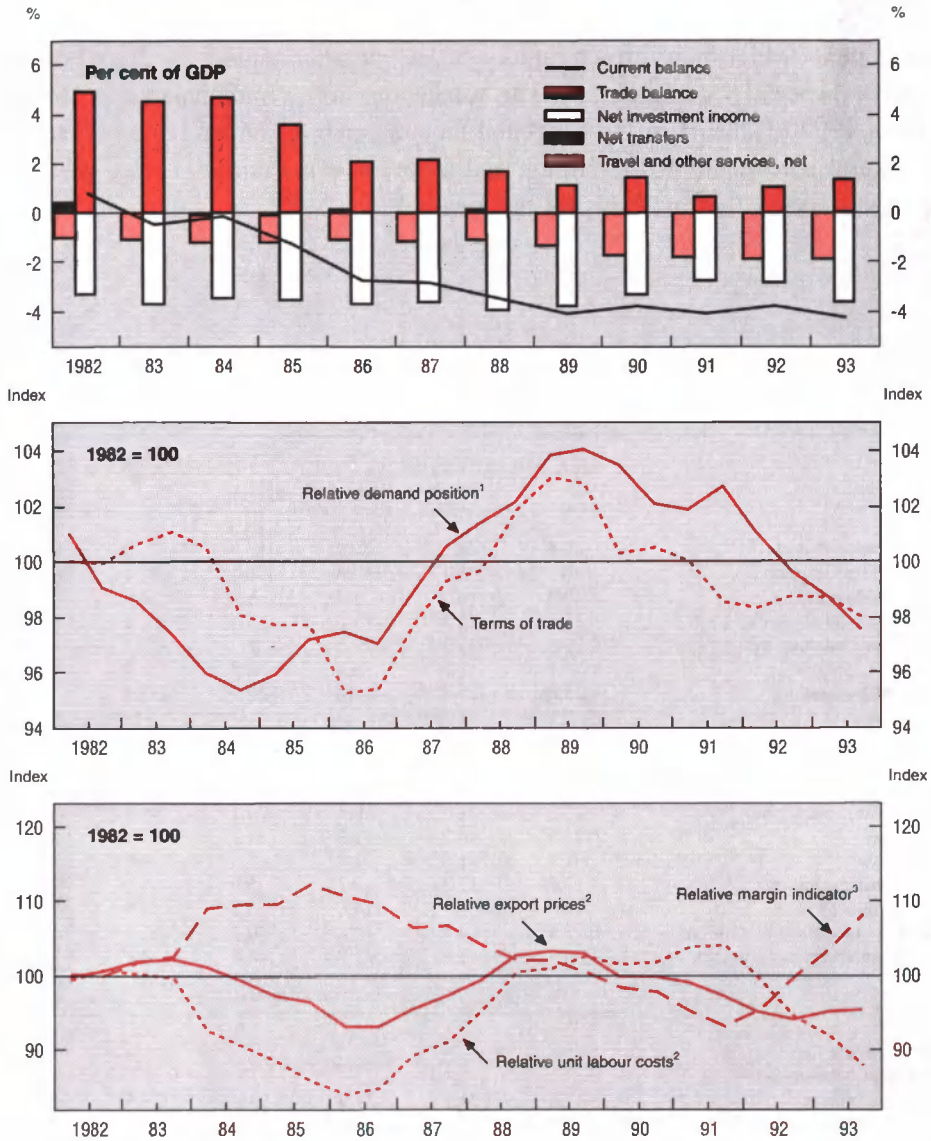 % %
6 Per cent of GDP Current balance 6
Trade balance
4 Net investment income 4
Net transfers
2 Travel and other services, net 2
0 0
-2 -2
-4 -4
1982 83 84 85 86 87 88 89 90 91 92 93
Index Index
104 1982 = 100 104
Relative demand position¹
102 102
100 100
98 Terms of trade 98
96 96
94 94
1982 83 84 85 86 87 88 89 90 91 92 93
Index Index
120 1982 = 100 120
110 Relative export prices² Relative margin indicator³ 110
100 100
90 Relative unit labour costs² 90
1982 83 84 85 86 87 88 89 90 91 92 93